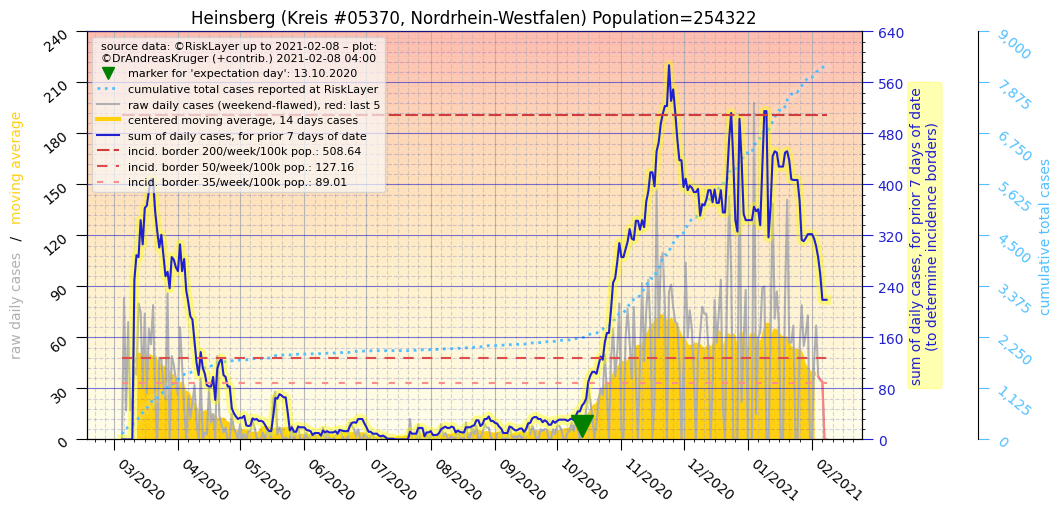 Heinsberg (Kreis #05370, Nordrhein-Westfalen) Population=254322
source data: ©RiskLayer up to 2021-02-08 – plot:
©DrAndreasKruger (+contrib.) 2021-02-08 04:00
marker for 'expectation day': 13.10.2020
cumulative total cases reported at RiskLayer
raw daily cases (weekend-flawed), red: last 5
centered moving average, 14 days cases
sum of daily cases, for prior 7 days of date
incid. border 200/week/100k pop.: 508.64
incid. border 50/week/100k pop.: 127.16
incid. border 35/week/100k pop.: 89.01
raw daily cases / moving average
240
210
180
150
120
90
60
30
0
03/2020
04/2020
05/2020
06/2020
07/2020
08/2020
09/2020
10/2020
11/2020
12/2020
01/2021
02/2021
640
560
480
400
320
240
160
80
0
sum of daily cases, for prior 7 days of date
(to determine incidence borders)
9,000
7,875
6,750
5,625
4,500
3,375
2,250
1,125
0
cumulative total cases